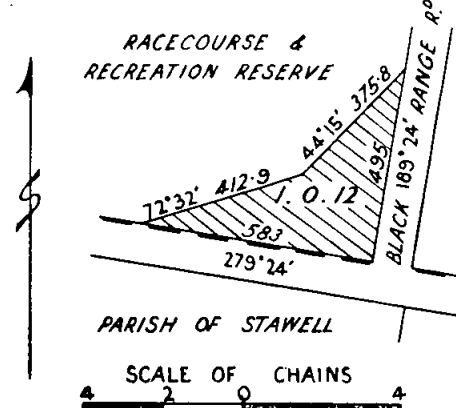 RACECOURSE &
RECREATION RESERVE
BLACK 189°24' RANGE RD
44°15' 375·8
72°32' 412·9
1. 0. 12
495
583
279°24'
PARISH OF STAWELL
SCALE OF CHAINS
4 2 0 4